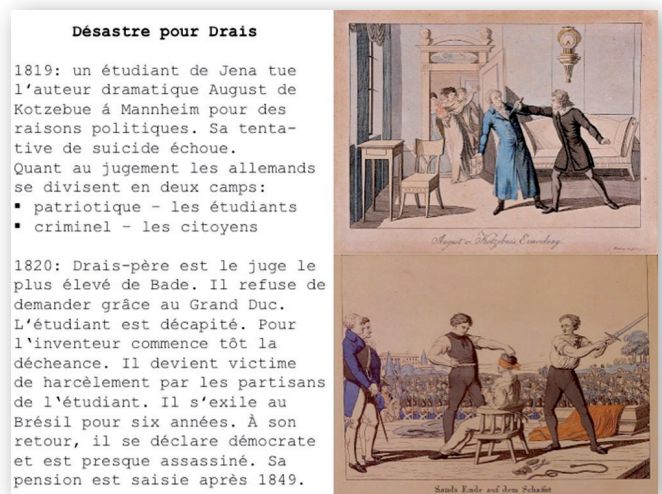 Désastre pour Drais
1819: un étudiant de Jena tue
l'auteur dramatique August de
Kotzebue á Mannheim pour des
raisons politiques. Sa tenta-
tive de suicide échoue.
Quant au jugement les allemands
se divisent en deux camps:
▪ patriotique – les étudiants
▪ criminel – les citoyens
1820: Drais-père est le juge le
plus élevé de Bade. Il refuse de
demander grâce au Grand Duc.
L'étudiant est décapité. Pour
l'inventeur commence tôt la
décheance. Il devient victime
de harcèlement par les partisans
de l'étudiant. Il s'exile au
Brésil pour six années. À son
retour, il se déclare démocrate
et est presque assassiné. Sa
pension est saisie après 1849.
August v. Kotzebue's Ermordung.
Sands Ende auf dem Schafott